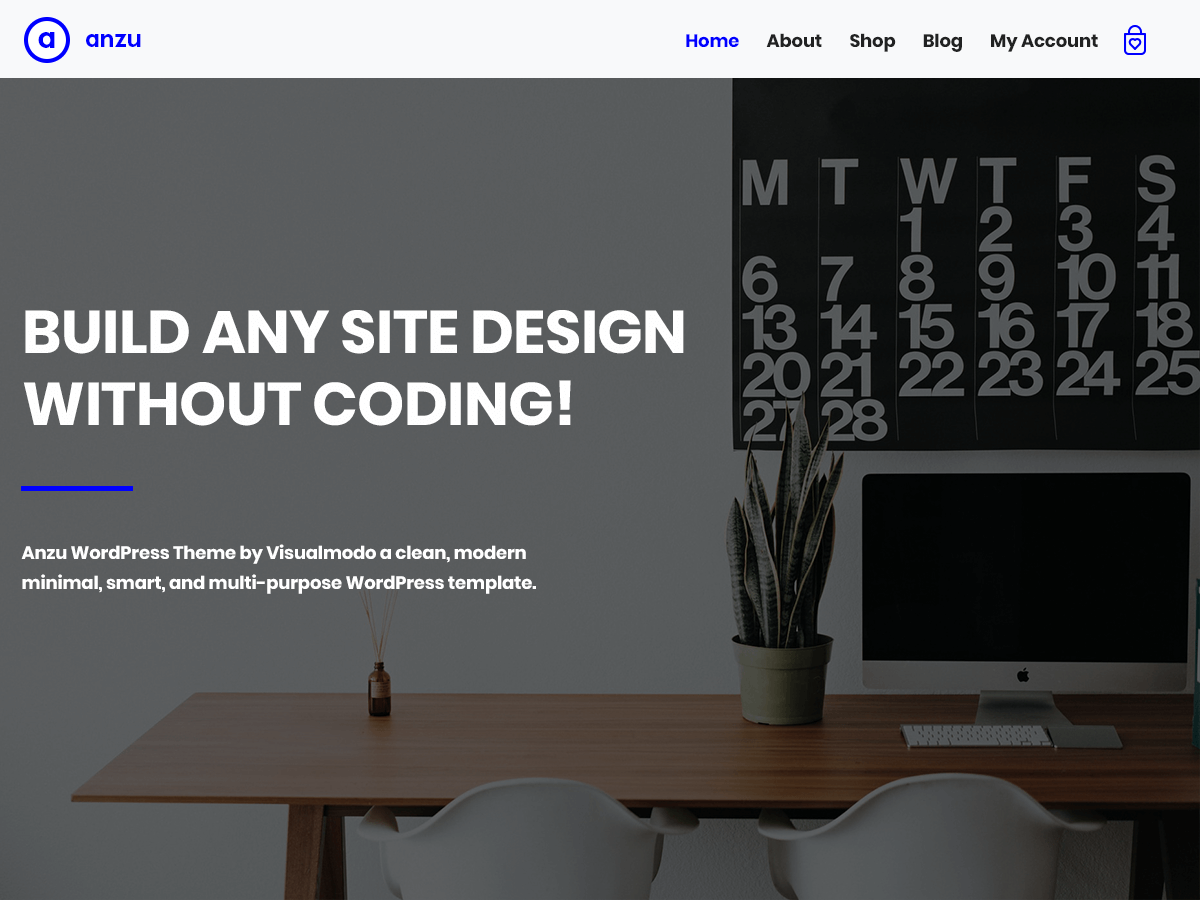 a anzu
Home About Shop Blog My Account
M T W T F S
1 2 3 4
6 7 8 9 10 11
13 14 15 16 17 18
20 21 22 23 24 25
27 28
BUILD ANY SITE DESIGN
WITHOUT CODING!
Anzu WordPress Theme by Visualmodo a clean, modern
minimal, smart, and multi-purpose WordPress template.